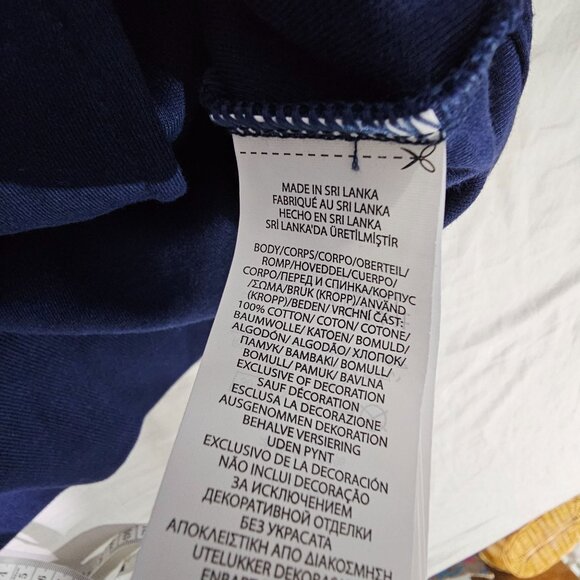 MADE IN SRI LANKA
FABRIQUÉ AU SRI LANKA
HECHO EN SRI LANKA
SRİ LANKA'DA ÜRETİLMİŞTİR
BODY/CORPS/CORPO/OBERTEIL/
ROMP/HOVEDDEL/CUERPO/
CORPO/ПЕРЕД И СПИНКА/КОРПУС
/ΣΩΜΑ/BRUK (KROPP)/ANVÄND
(KROPP)/BEDEN/ VRCHNÍ ČÁST:
100% COTTON/ COTON/ COTONE/
BAUMWOLLE/ KATOEN/ BOMULD/
ALGODÓN/ ALGODÃO/ ХЛОПОК/
ПАМУК/ BAMBAKI/ BOMULL/
BOMULL/ PAMUK/ BAVLNA
EXCLUSIVE OF DECORATION
SAUF DÉCORATION
ESCLUSA LA DECORAZIONE
AUSGENOMMEN DEKORATION
BEHALVE VERSIERING
UDEN PYNT
EXCLUSIVO DE LA DECORACIÓN
NÃO INCLUI DECORAÇÃO
ЗА ИСКЛЮЧЕНИЕМ
ДЕКОРАТИВНОЙ ОТДЕЛКИ
БЕЗ УКРАСАТА
ΑΠΟΚΛΕΙΣΤΙΚΗ ΑΠΟ ΔΙΑΚΟΣΜΗΣΗ
UTELUKKER DEKORASJON